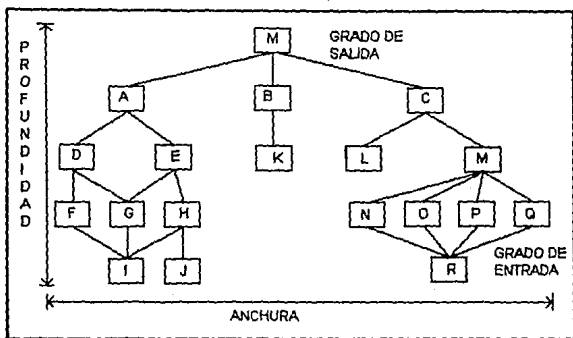 PROFUNDIDAD
M
GRADO DE
SALIDA
A B C
D E K L M
F G H N O P Q
I J R
GRADO DE
ENTRADA
ANCHURA